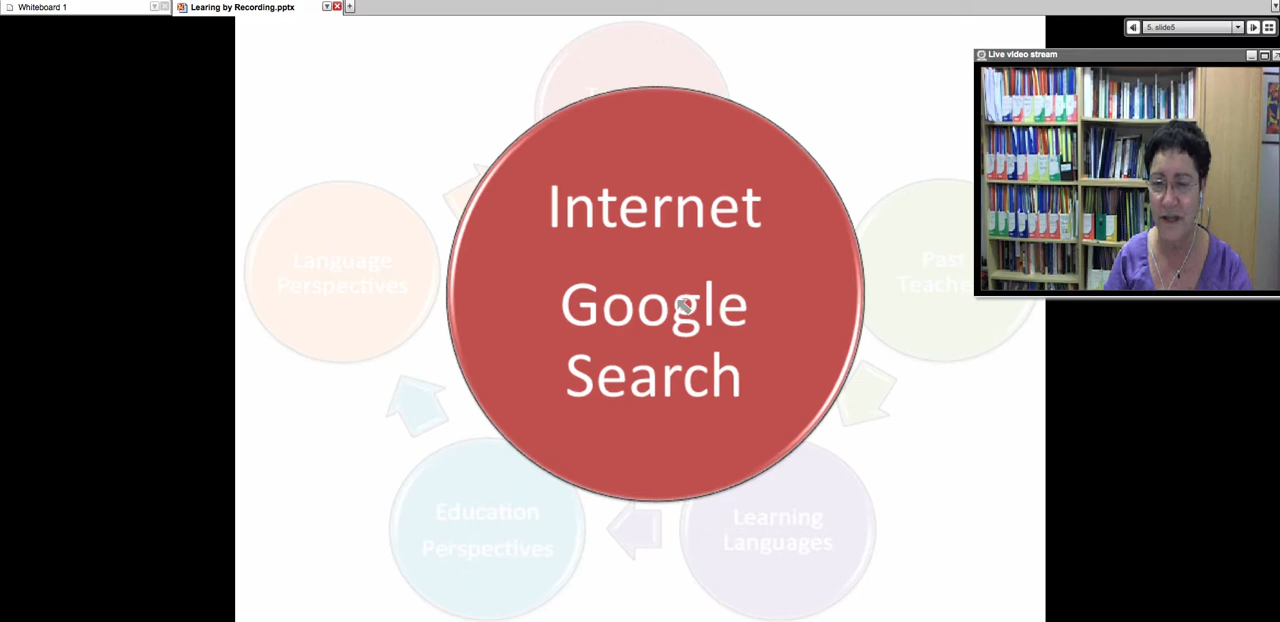 Whiteboard 1
Learing by Recording.pptx
5. slide5
Live video stream
Internet
Google
Search
Language
Perspectives
Past
Education
Perspectives
Learning
Languages